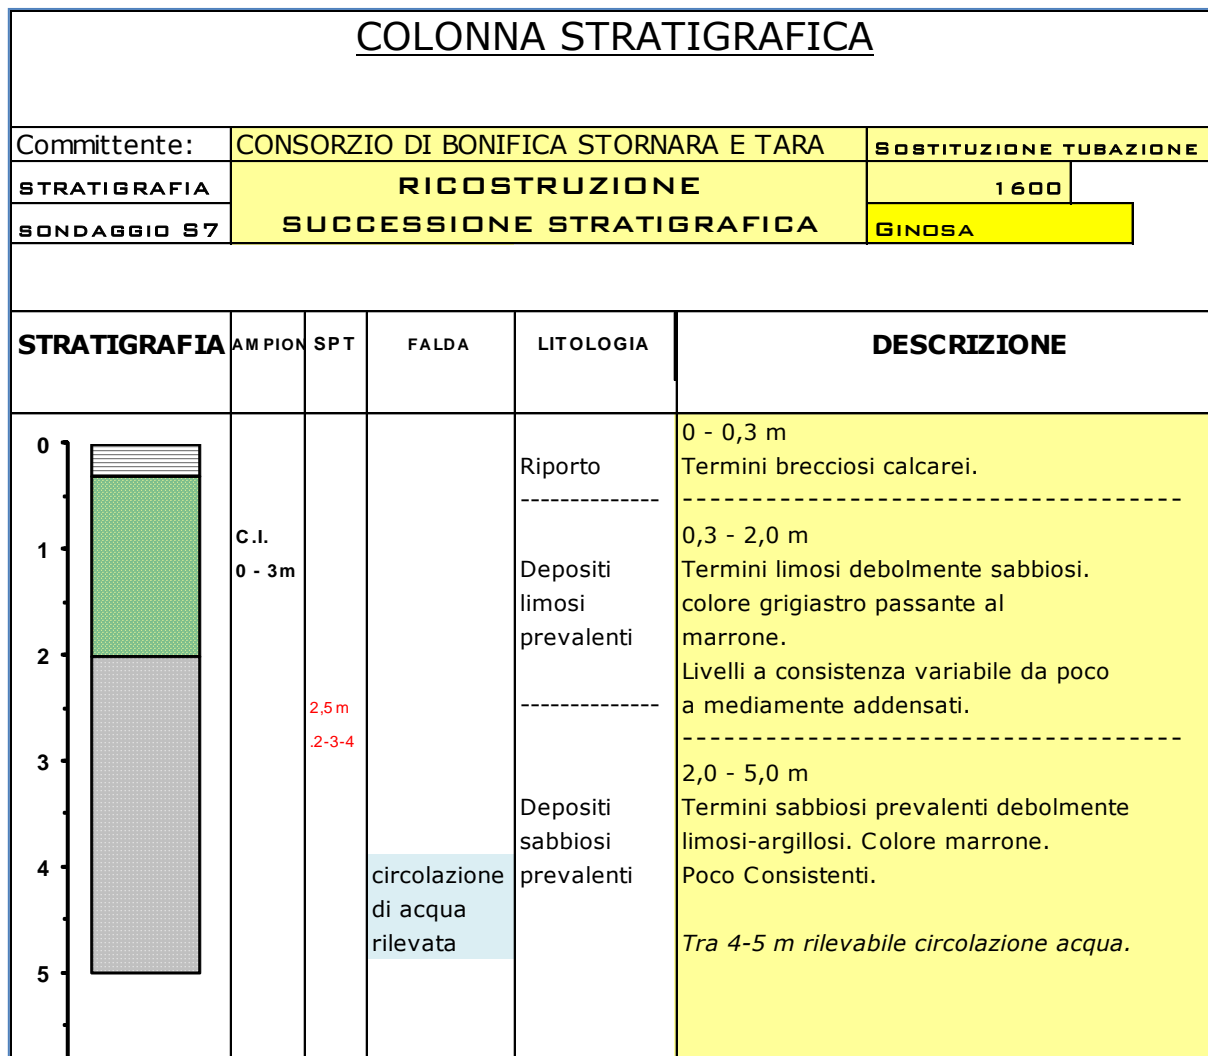 COLONNA STRATIGRAFICA
Committente: CONSORZIO DI BONIFICA STORNARA E TARA SOSTITUZIONE TUBAZIONE
STRATIGRAFIA RICOSTRUZIONE 1600
SONDAGGIO S7 SUCCESSIONE STRATIGRAFICA GINOSA
STRATIGRAFIA AMPION SPT FALDA LITOLOGIA DESCRIZIONE
0
1
2
3
4
5
C.I.
0 - 3m
2,5 m
.2-3-4
circolazione
di acqua
rilevata
Riporto
--------------
Depositi
limosi
prevalenti
--------------
Depositi
sabbiosi
prevalenti
0 - 0,3 m
Termini brecciosi calcarei.
-------------------------------------
0,3 - 2,0 m
Termini limosi debolmente sabbiosi.
colore grigiastro passante al
marrone.
Livelli a consistenza variabile da poco
a mediamente addensati.
-------------------------------------
2,0 - 5,0 m
Termini sabbiosi prevalenti debolmente
limosi-argillosi. Colore marrone.
Poco Consistenti.
Tra 4-5 m rilevabile circolazione acqua.